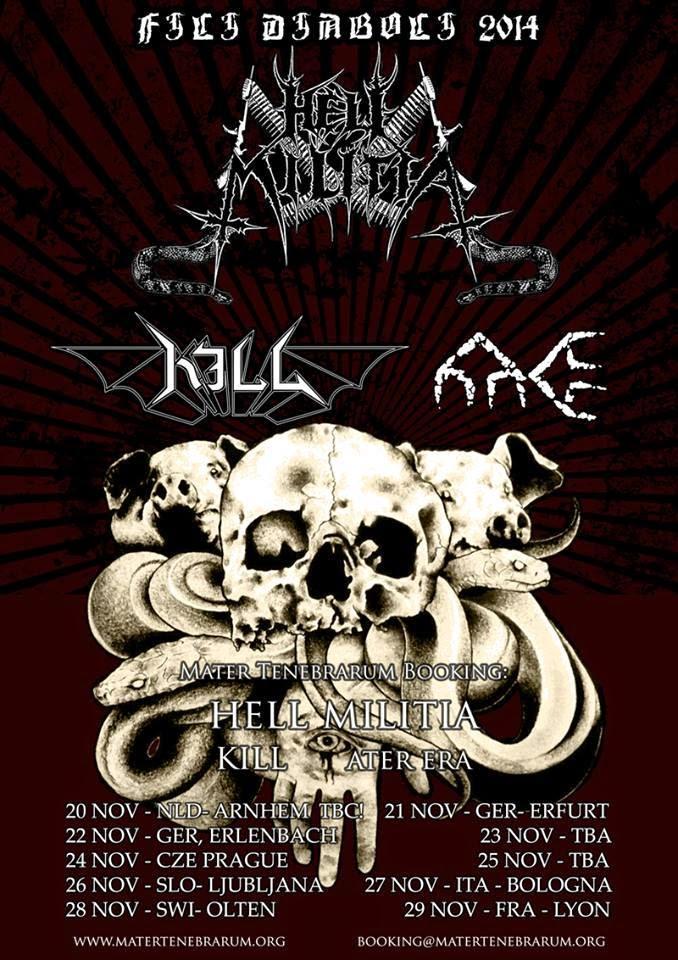 FILI DIABOLI 2014
HELL
MILITIA
KILL
MATER TENEBRARUM BOOKING:
HELL MILITIA
KILL ATER ERA
20 NOV - NLD- ARNHEM TBC! 21 NOV - GER- ERFURT
22 NOV - GER, ERLENBACH 23 NOV - TBA
24 NOV - CZE PRAGUE 25 NOV - TBA
26 NOV - SLO- LJUBLJANA 27 NOV - ITA - BOLOGNA
28 NOV - SWI- OLTEN 29 NOV - FRA - LYON
WWW.MATERTENEBRARUM.ORG BOOKING@MATERTENEBRARUM.ORG